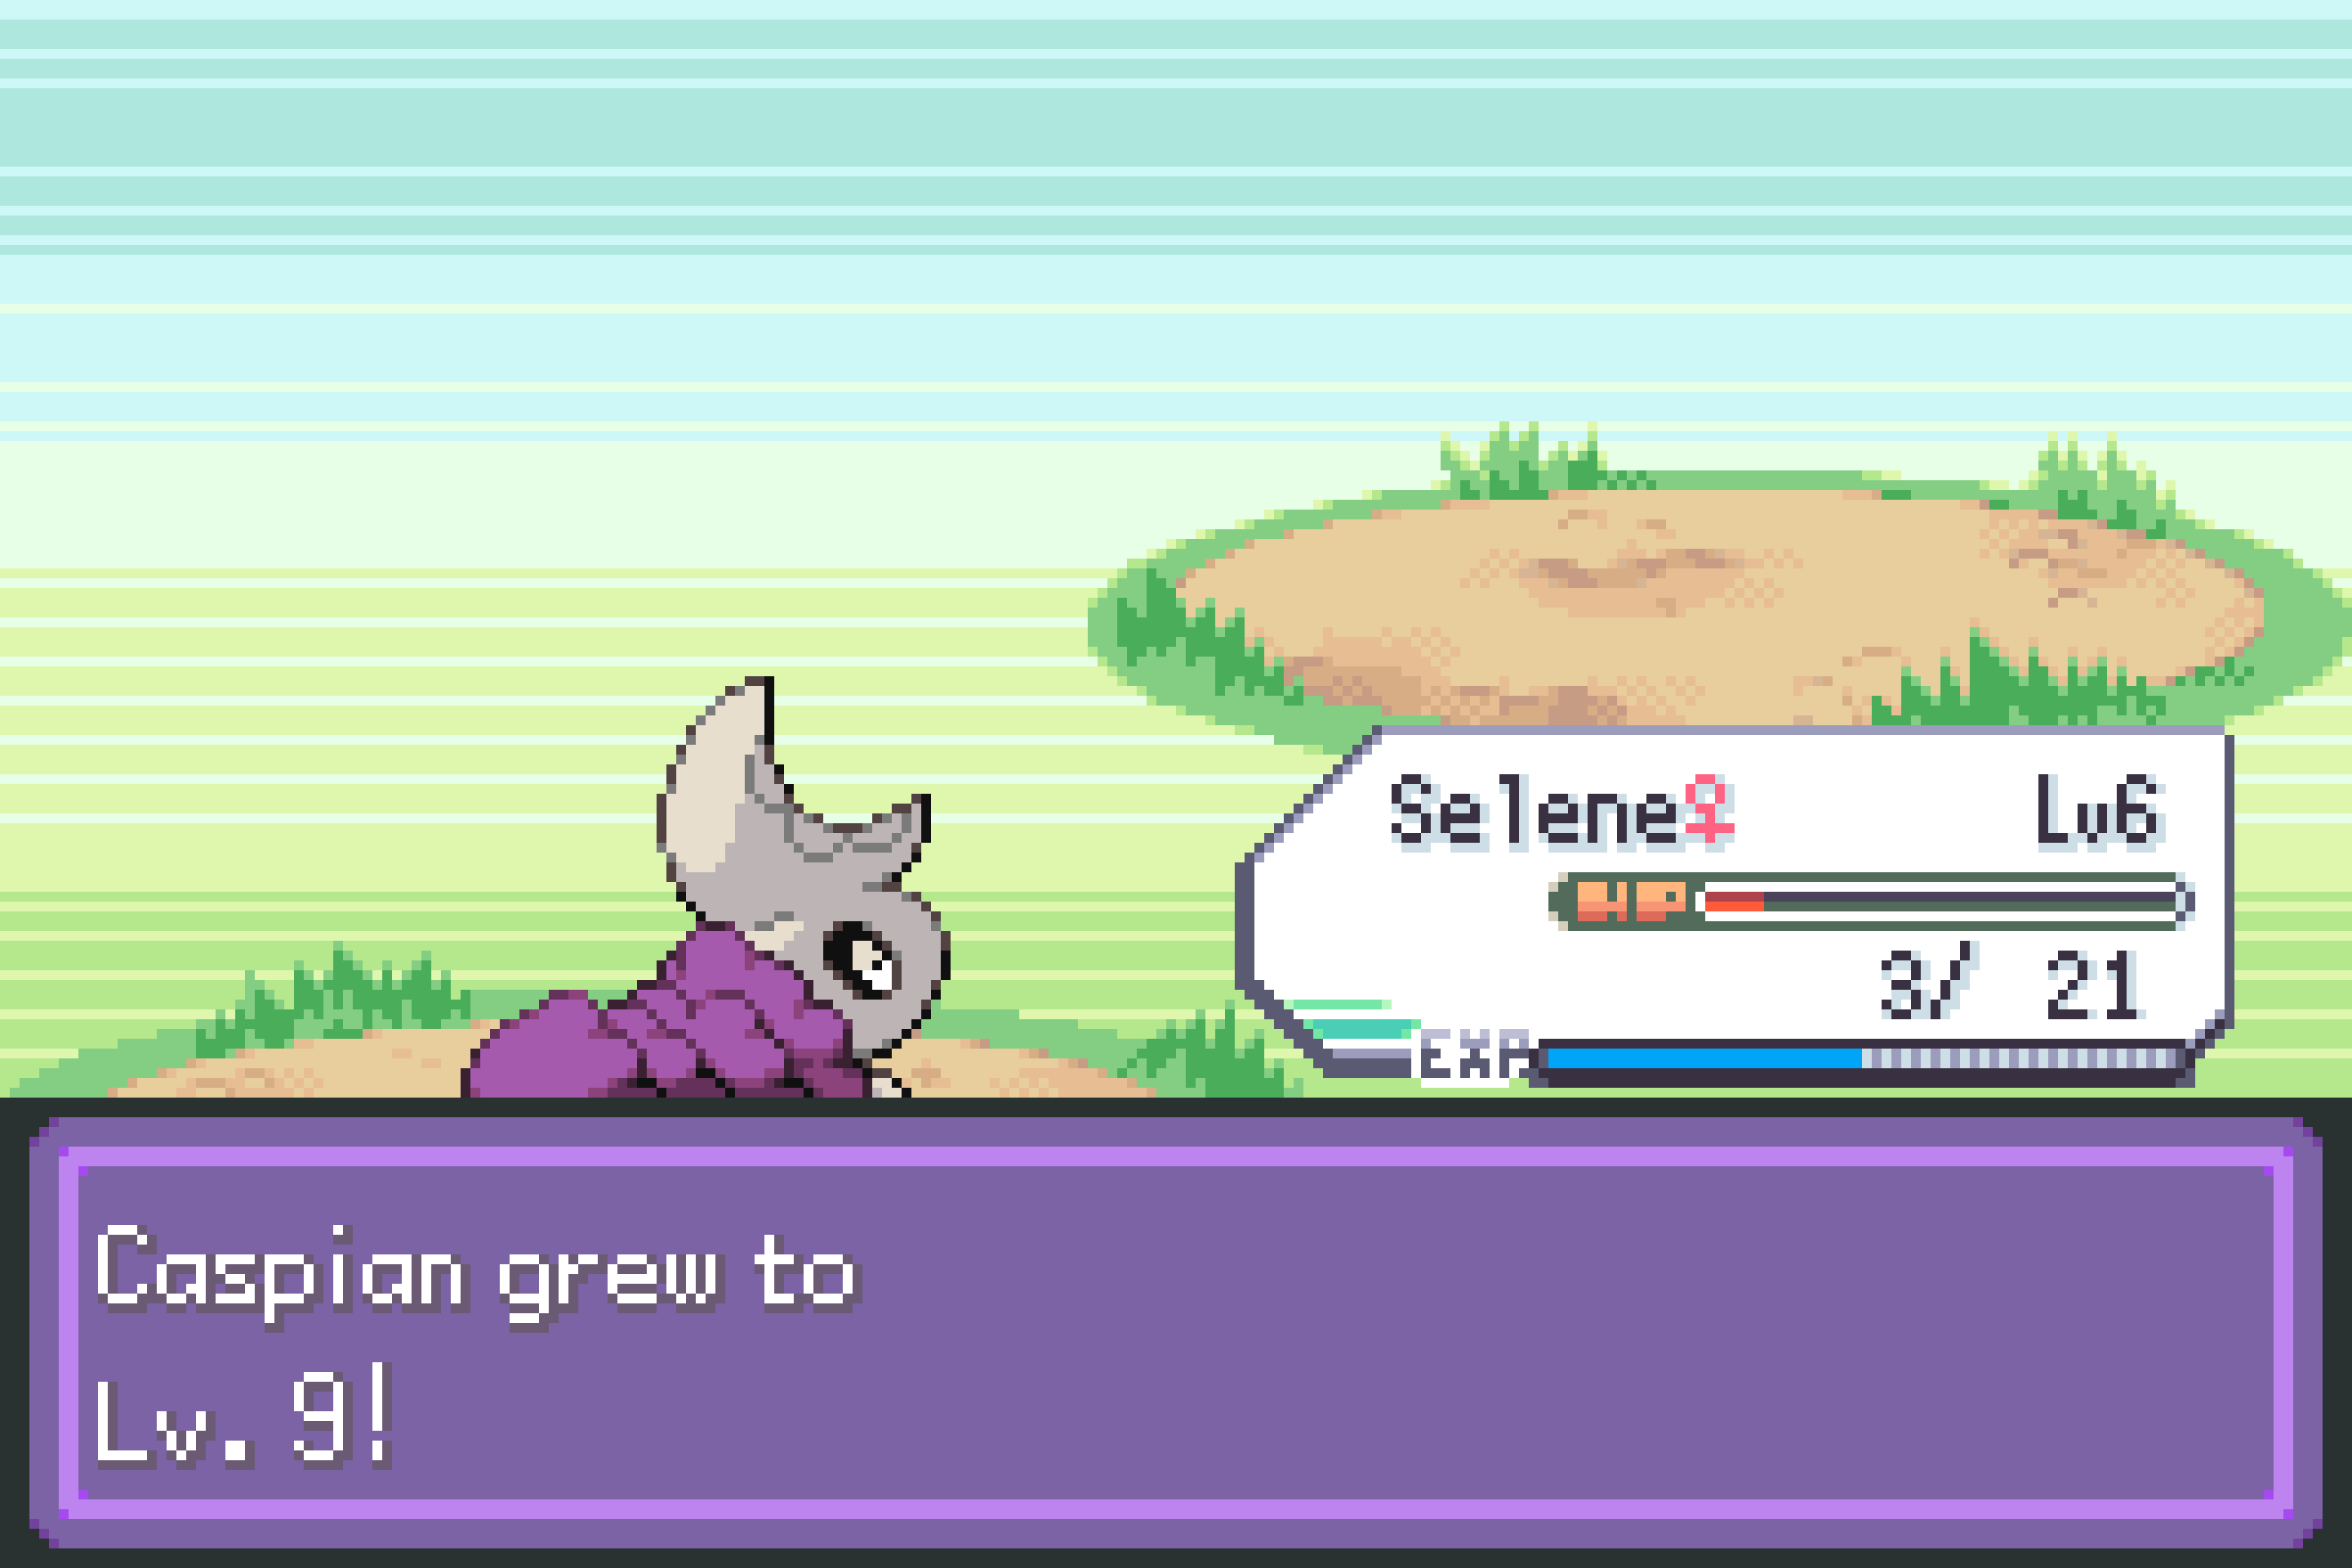 Selene♀ Lv6
HP
3/ 21
EXP
Caspian grew to
Lv. 9!